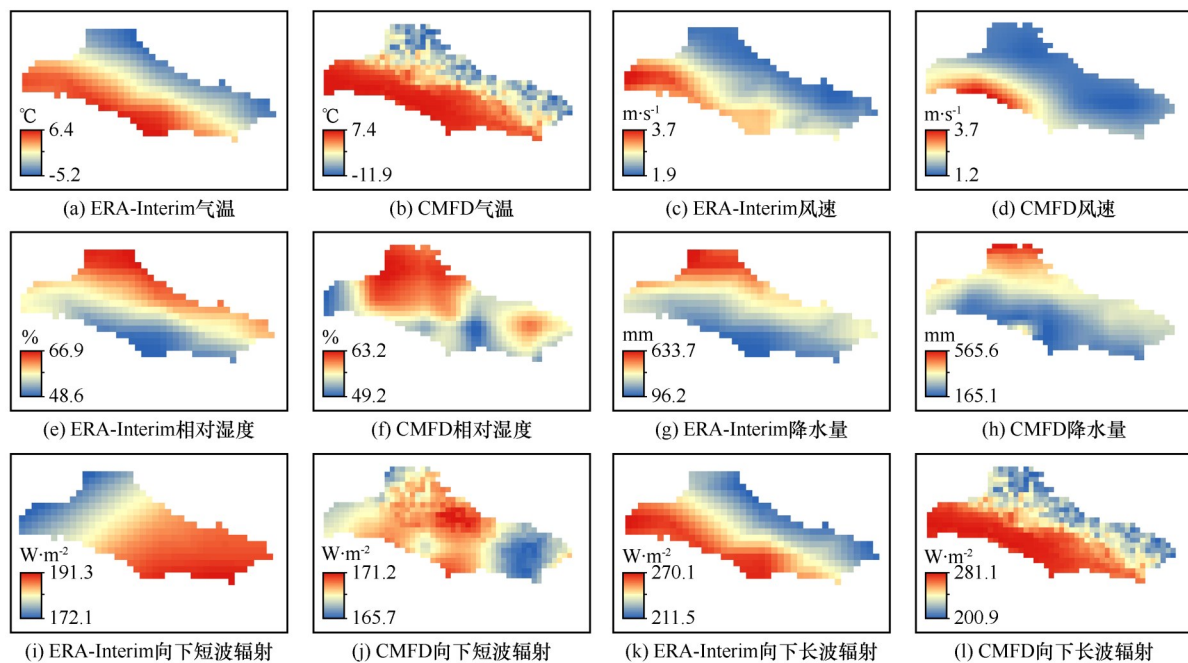 ℃
6.4
-5.2
(a) ERA-Interim气温
℃
7.4
-11.9
(b) CMFD气温
m·s⁻¹
3.7
1.9
(c) ERA-Interim风速
m·s⁻¹
3.7
1.2
(d) CMFD风速
%
66.9
48.6
(e) ERA-Interim相对湿度
%
63.2
49.2
(f) CMFD相对湿度
mm
633.7
96.2
(g) ERA-Interim降水量
mm
565.6
165.1
(h) CMFD降水量
W·m⁻²
191.3
172.1
(i) ERA-Interim向下短波辐射
W·m⁻²
171.2
165.7
(j) CMFD向下短波辐射
W·m⁻²
270.1
211.5
(k) ERA-Interim向下长波辐射
W·m⁻²
281.1
200.9
(l) CMFD向下长波辐射